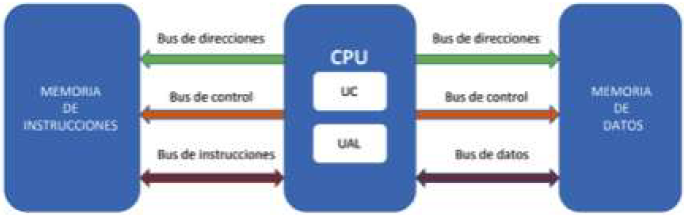 MEMORIA
DE
INSTRUCCIONES
Bus de direcciones
Bus de control
Bus de instrucciones
CPU
UC
UAL
Bus de direcciones
Bus de control
Bus de datos
MEMORIA
DE
DATOS